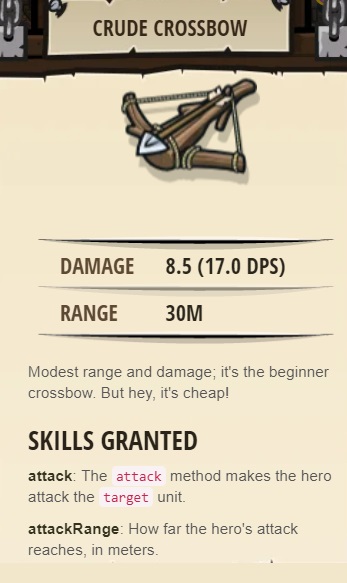 CRUDE CROSSBOW
DAMAGE 8.5 (17.0 DPS)
RANGE 30M
Modest range and damage; it's the beginner
crossbow. But hey, it's cheap!
SKILLS GRANTED
attack: The attack method makes the hero
attack the target unit.
attackRange: How far the hero's attack
reaches, in meters.